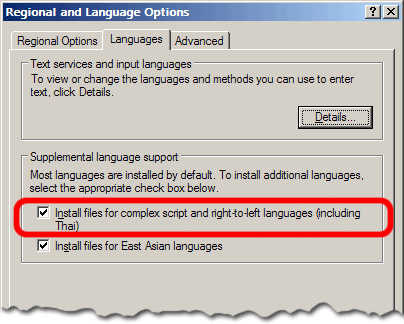 Regional and Language Options
Regional Options Languages Advanced
Text services and input languages
To view or change the languages and methods you can use to enter
text, click Details.
Details...
Supplemental language support
Most languages are installed by default. To install additional languages,
select the appropriate check box below.
Install files for complex script and right-to-left languages (including
Thai)
Install files for East Asian languages